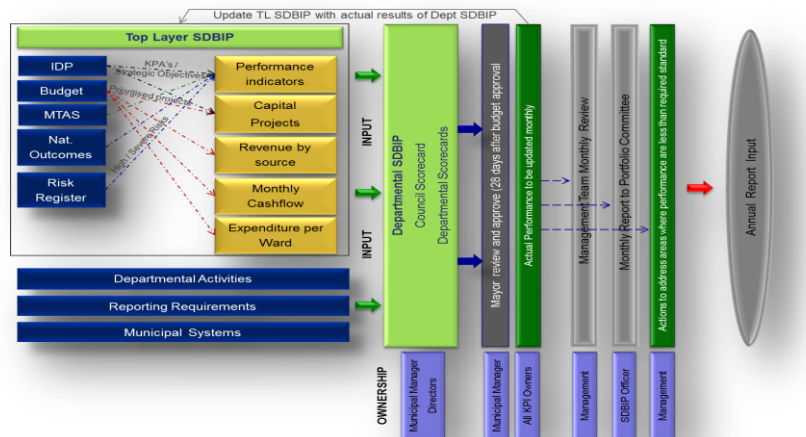 Update TL SDBIP with actual results of Dept SDBIP
Top Layer SDBIP
IDP
Budget
MTAS
Nat.
Outcomes
Risk
Register
KPA's /
Strategic Objectives
Prioritised projects
High / Severe Risks
Performance
indicators
Capital
Projects
Revenue by
source
Monthly
Cashflow
Expenditure per
Ward
Departmental Activities
Reporting Requirements
Municipal Systems
INPUT
INPUT
Departmental SDBIP
Council Scorecard
Departmental Scorecards
Mayor review and approve (28 days after budget approval
Actual Performance to be updated monthly
Management Team Monthly Review
Monthly Report to Portfolio Committee
Actions to address areas where performance are less than required standard
Annual Report Input
OWNERSHIP
Municipal Manager
Directors
Municipal Manager
All KPI Owners
Management
SDBIP Officer
Management